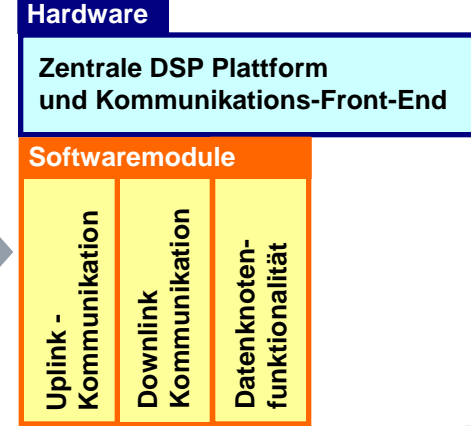 Hardware
Zentrale DSP Plattform
und Kommunikations-Front-End
Softwaremodule
Uplink -
Kommunikation
Downlink
Kommunikation
Datenknoten-
funktionalität